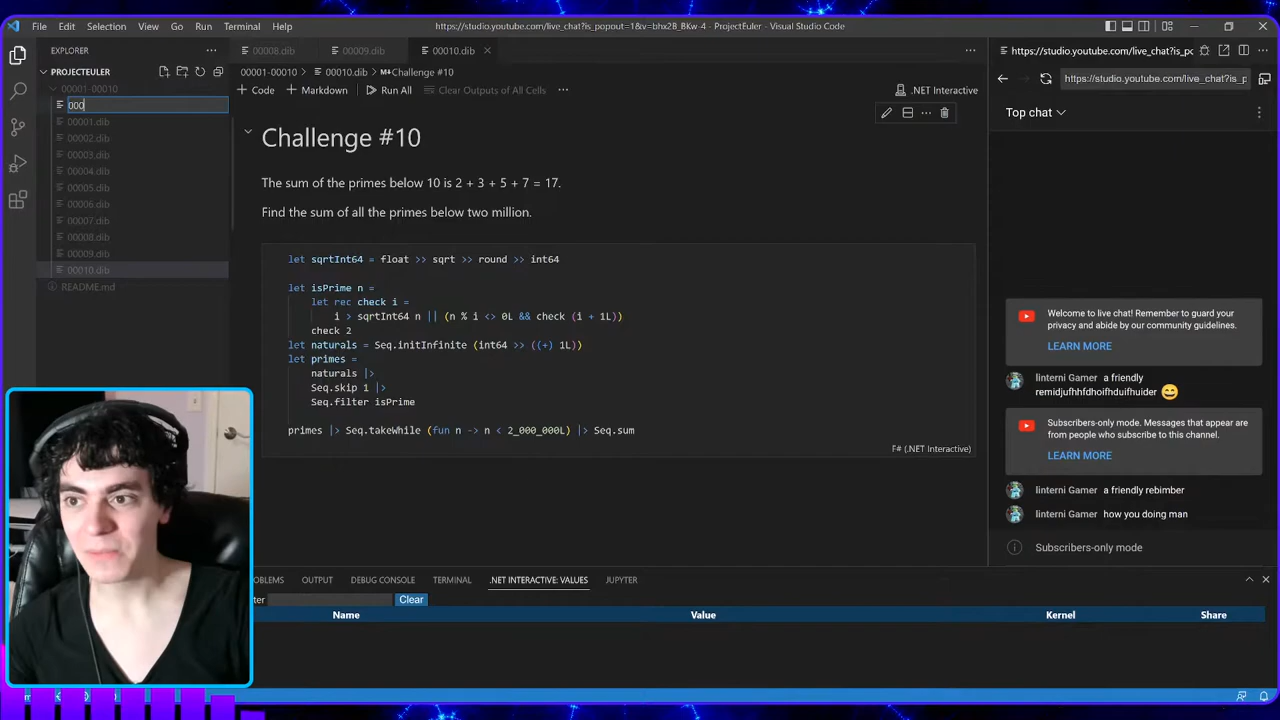 File Edit Selection View Go Run Terminal Help
https://studio.youtube.com/live_chat?is_popout=1&v=bhx2B_BKw-4 - ProjectEuler - Visual Studio Code
EXPLORER
PROJECTEULER
00001-00010
000
00001.dib
00002.dib
00003.dib
00004.dib
00005.dib
00006.dib
00007.dib
00008.dib
00009.dib
00010.dib
README.md
00008.dib 00009.dib 00010.dib
00001-00010 > 00010.dib > M↓Challenge #10
+ Code + Markdown Run All Clear Outputs of All Cells ···
.NET Interactive
Challenge #10
The sum of the primes below 10 is 2 + 3 + 5 + 7 = 17.
Find the sum of all the primes below two million.
let sqrtInt64 = float >> sqrt >> round >> int64
let isPrime n =
let rec check i =
i > sqrtInt64 n || (n % i <> 0L && check (i + 1L))
check 2
let naturals = Seq.initInfinite (int64 >> ((+) 1L))
let primes =
naturals |>
Seq.skip 1 |>
Seq.filter isPrime
primes |> Seq.takeWhile (fun n -> n < 2_000_000L) |> Seq.sum
F# (.NET Interactive)
OBLEMS OUTPUT DEBUG CONSOLE TERMINAL .NET INTERACTIVE: VALUES JUPYTER
ter Clear
Name Value Kernel Share
https://studio.youtube.com/live_chat?is_pc
https://studio.youtube.com/live_chat?is_p
Top chat
Welcome to live chat! Remember to guard your
privacy and abide by our community guidelines.
LEARN MORE
linterni Gamer a friendly
remidjufhhfdhoifhduifhuider
Subscribers-only mode. Messages that appear are
from people who subscribe to this channel.
LEARN MORE
linterni Gamer a friendly rebimber
linterni Gamer how you doing man
Subscribers-only mode